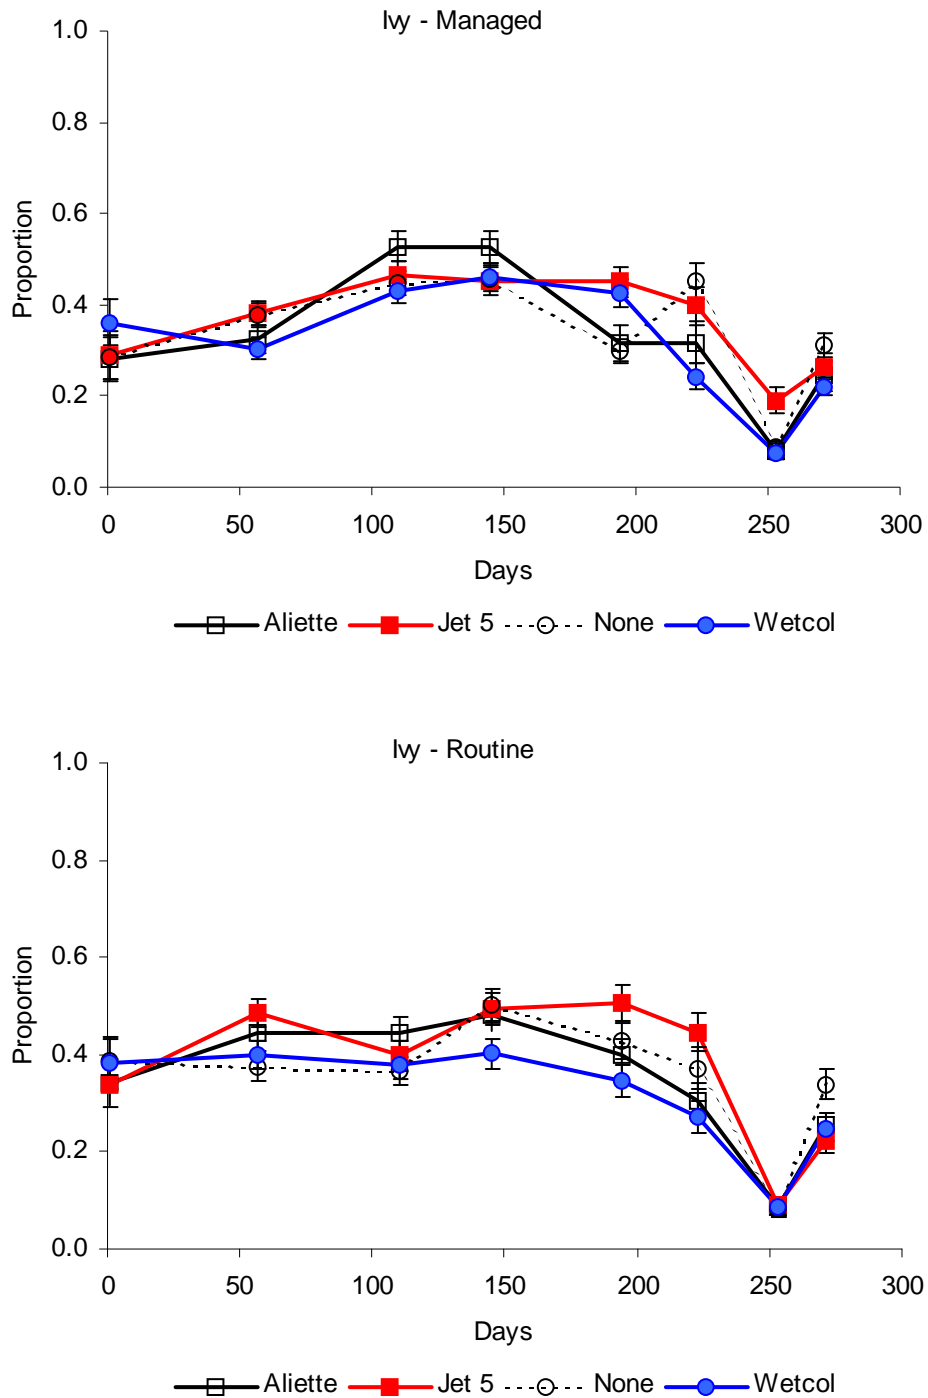 Ivy - Managed
1.0
0.8
0.6
0.4
0.2
0.0
Proportion
0 50 100 150 200 250 300
Days
Aliette Jet 5 None Wetcol
Ivy - Routine
1.0
0.8
0.6
0.4
0.2
0.0
Proportion
0 50 100 150 200 250 300
Days
Aliette Jet 5 None Wetcol